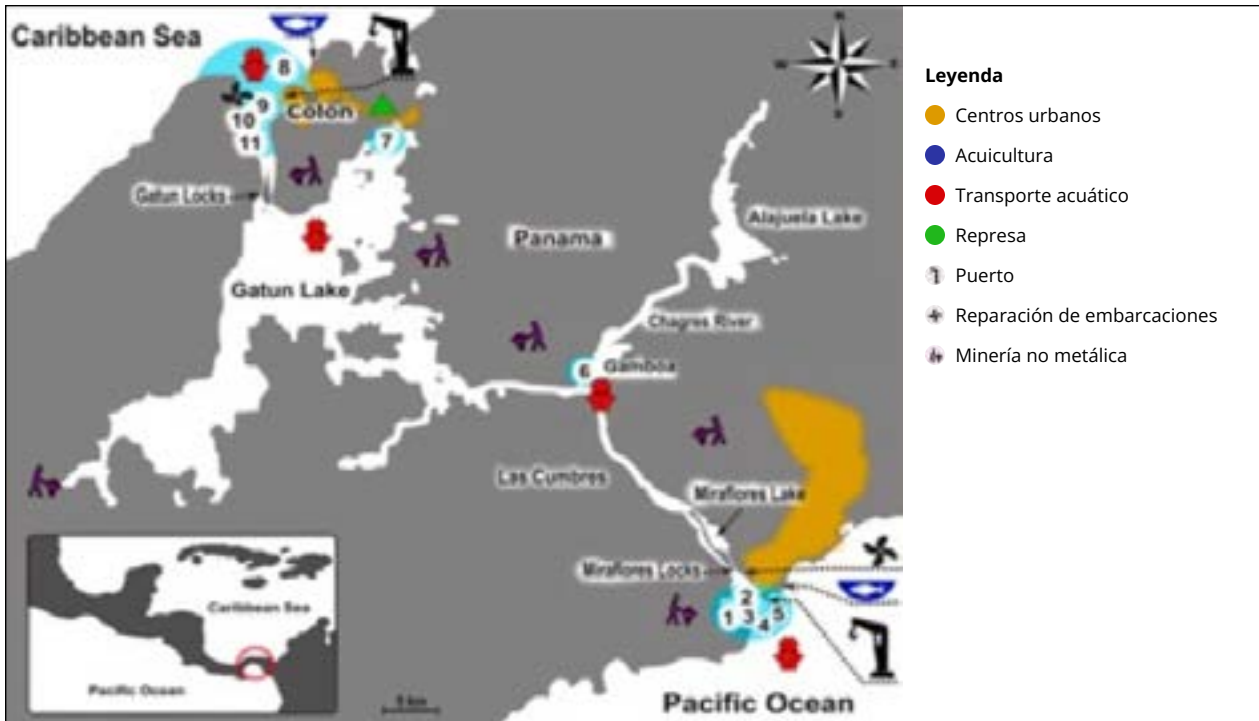 Caribbean Sea
N
W
E
S
8
9
Colón
10
11
7
Gatun Locks
Alajuela Lake
Panama
Gatun Lake
Chagres River
6
Gamboa
Las Cumbres
Miraflores Lake
Miraflores Locks
2
1
3
5
4
Caribbean Sea
Pacific Ocean
5 km
Pacific Ocean
Leyenda
Centros urbanos
Acuicultura
Transporte acuático
Represa
Puerto
Reparación de embarcaciones
Minería no metálica